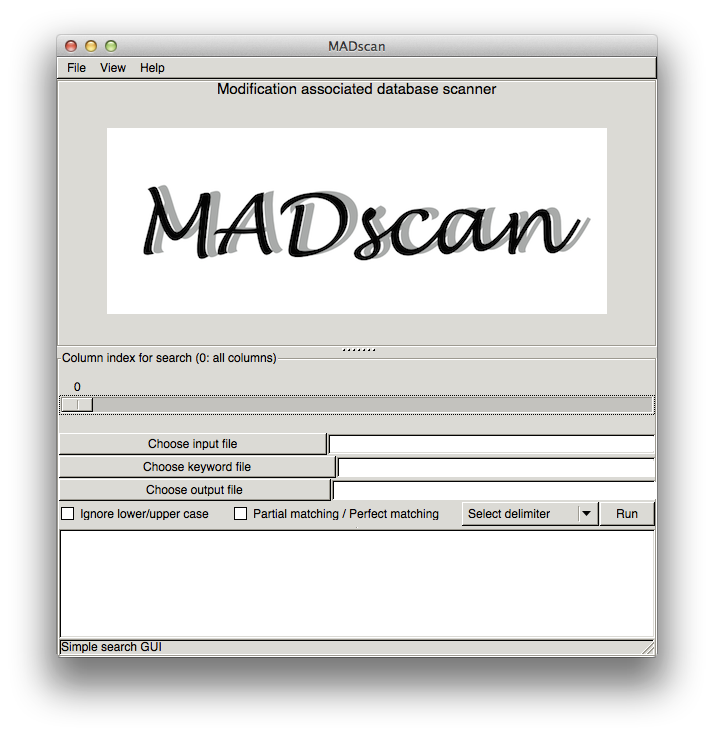 MADscan
File View Help
Modification associated database scanner
MADscan
Column index for search (0: all columns)
0
Choose input file
Choose keyword file
Choose output file
Ignore lower/upper case Partial matching / Perfect matching Select delimiter Run
Simple search GUI